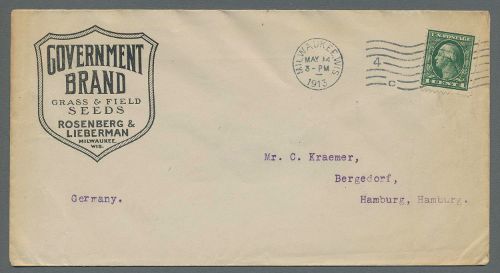 GOVERNMENT
BRAND
GRASS & FIELD
SEEDS
ROSENBERG &
LIEBERMAN
MILWAUKEE,
WIS.
MILWAUKEE, WIS.
MAY 14
3-PM
1913
4
C
U.S. POSTAGE
1 CENT 1
Mr. C. Kraemer,
Bergedorf,
Hamburg, Hamburg.
Germany.